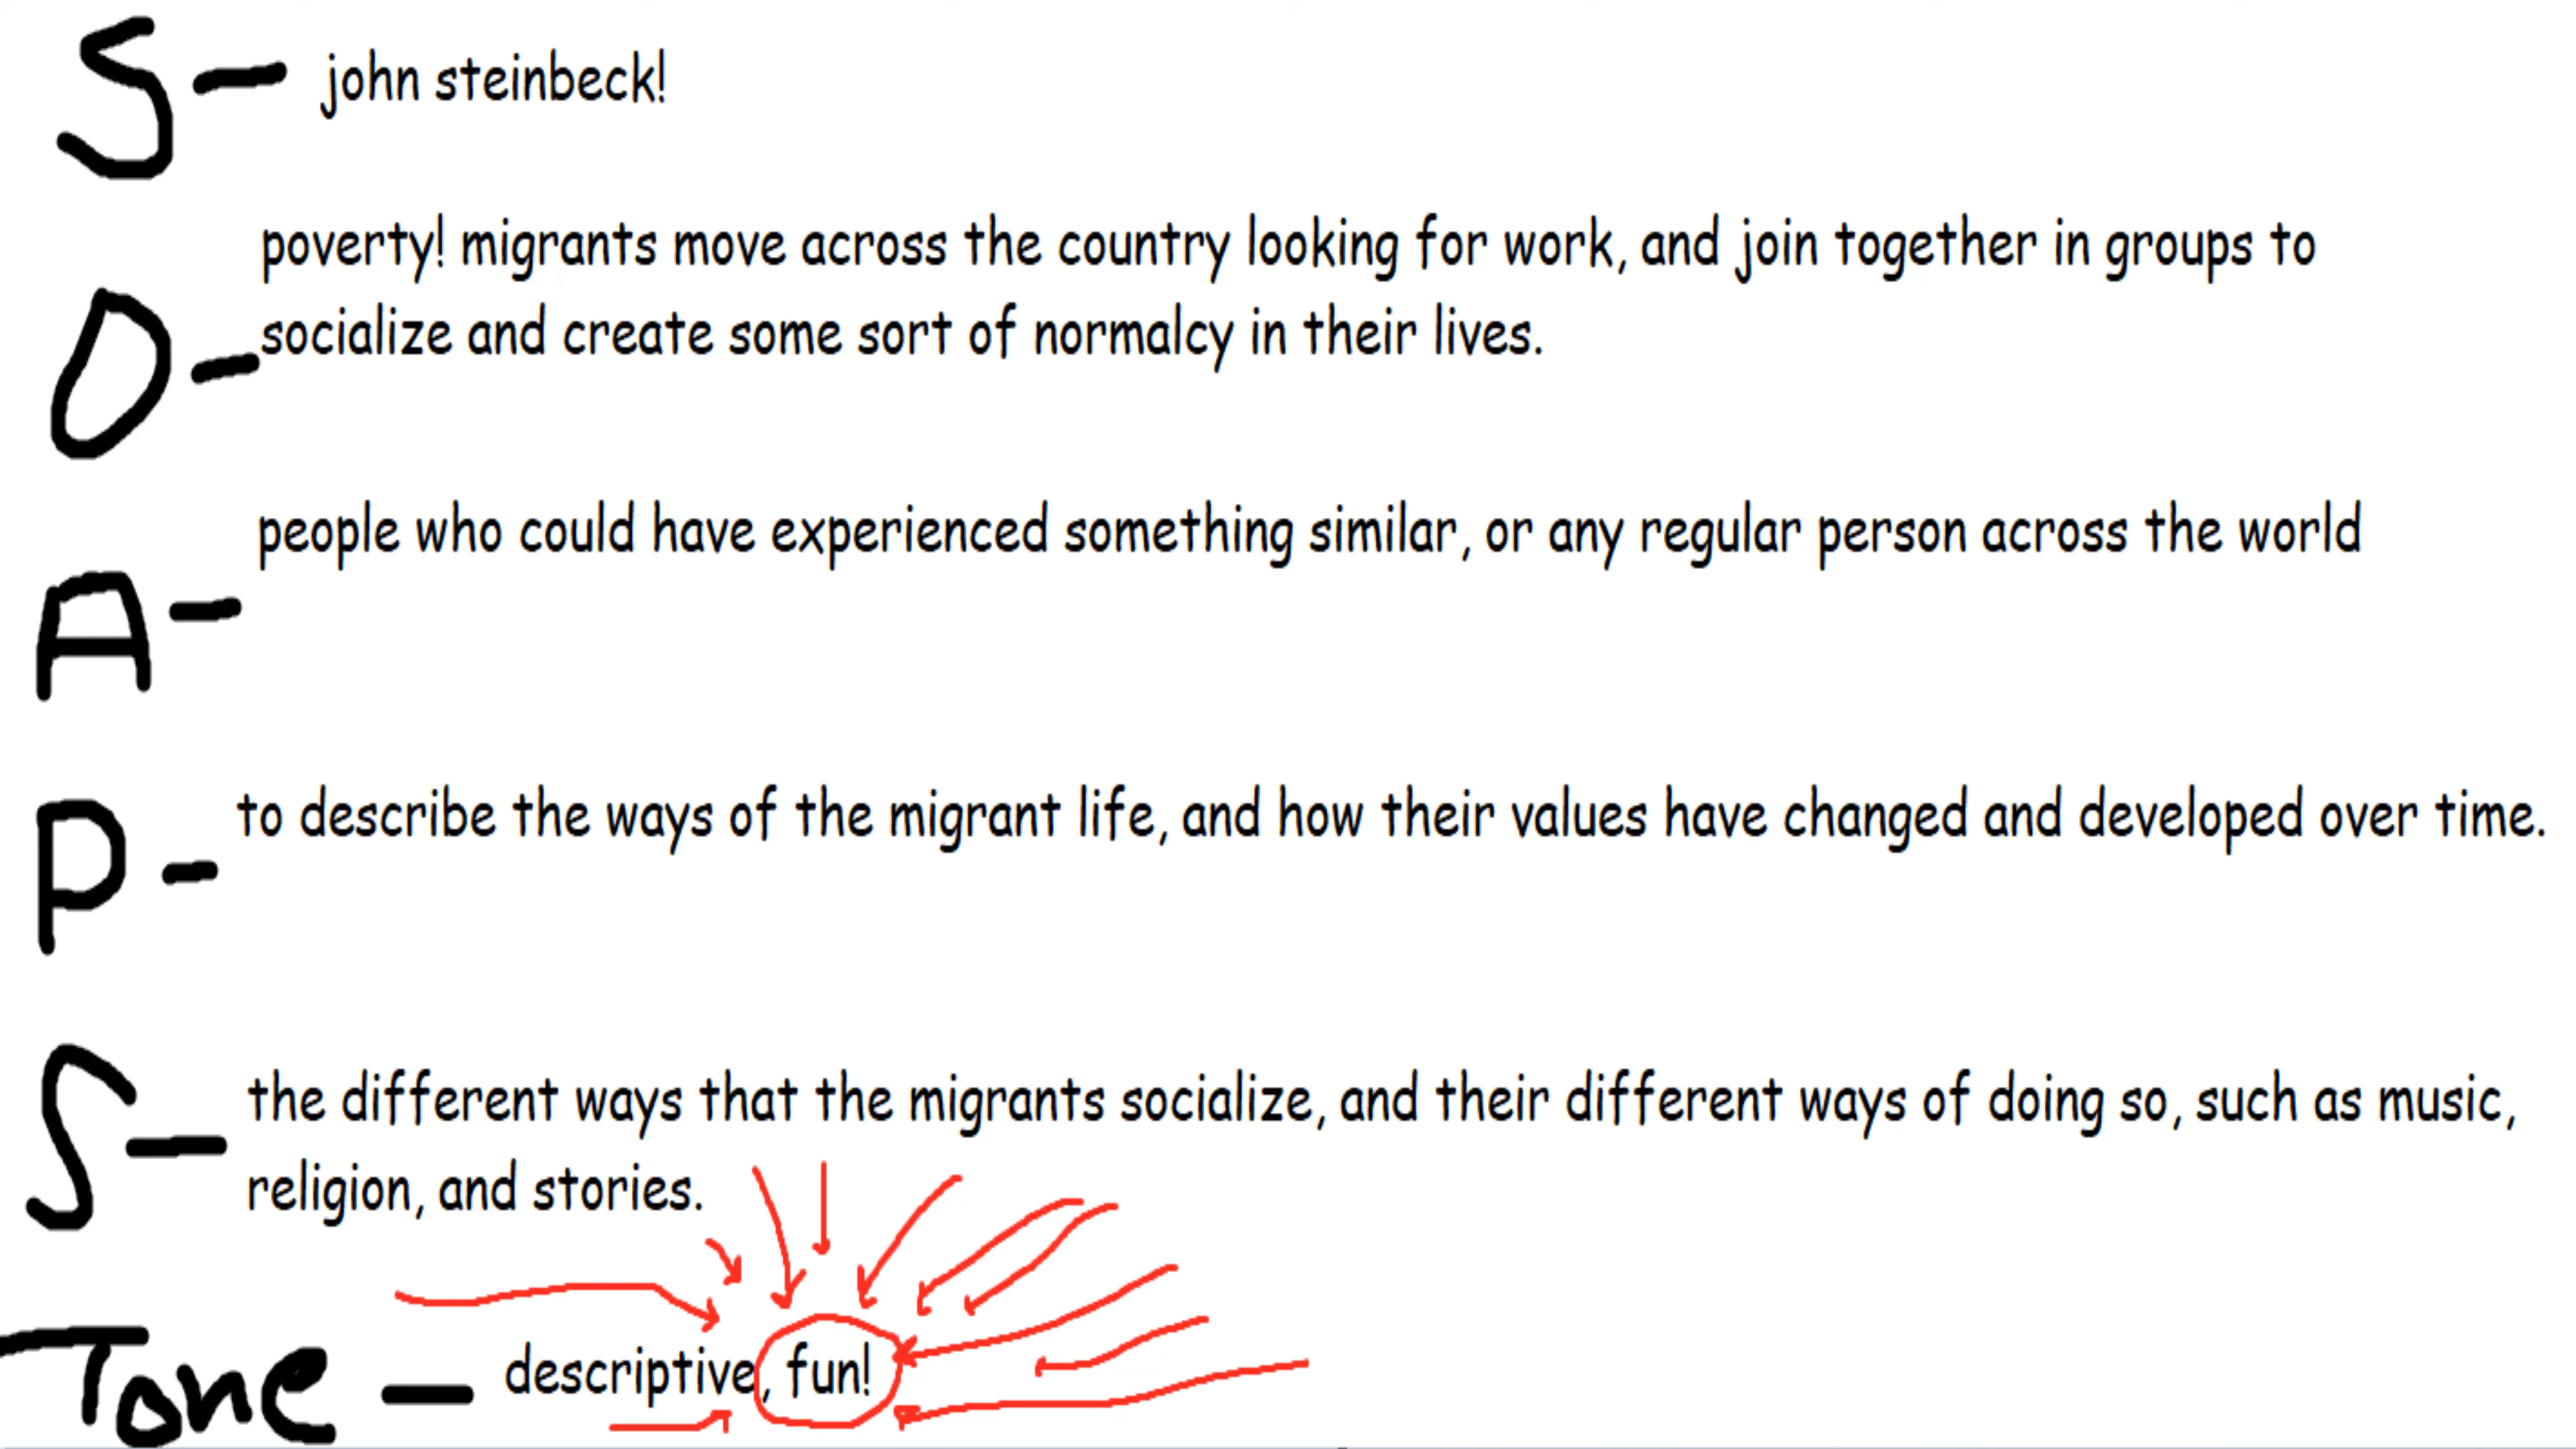 S- john steinbeck!
poverty! migrants move across the country looking for work, and join together in groups to
O- socialize and create some sort of normalcy in their lives.
people who could have experienced something similar, or any regular person across the world
A-
P- to describe the ways of the migrant life, and how their values have changed and developed over time.
S- the different ways that the migrants socialize, and their different ways of doing so, such as music,
religion, and stories.
Tone - descriptive, fun!